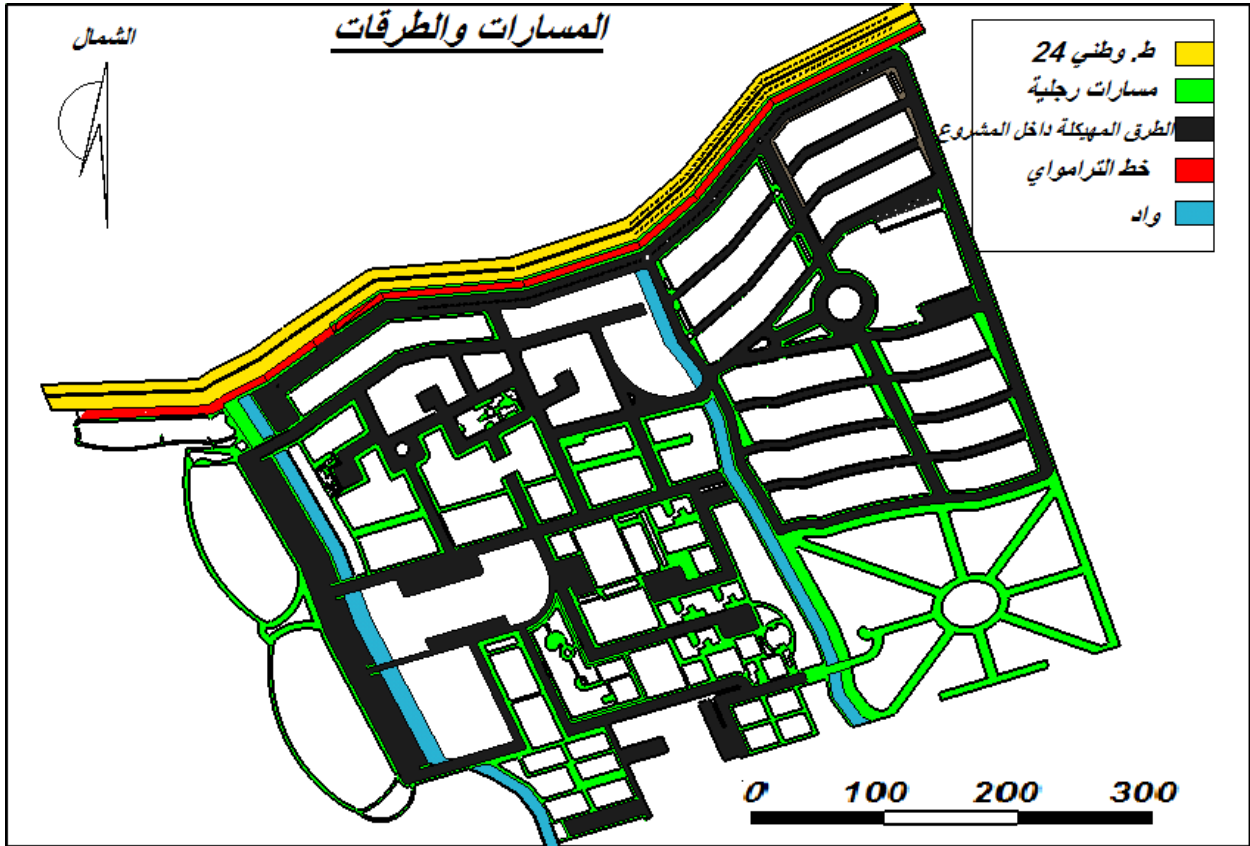 المسارات والطرقات
الشمال
ط. وطني 24
مسارات رجلية
الطرق المهيكلة داخل المشروع
خط الترامواي
واد
0 100 200 300